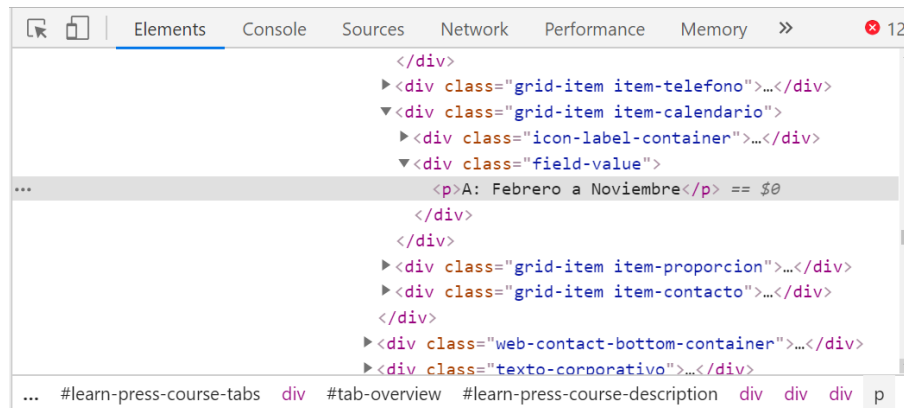 Elements Console Sources Network Performance Memory » 12
</div>
▶<div class="grid-item item-telefono">…</div>
▼<div class="grid-item item-calendario">
▶<div class="icon-label-container">…</div>
▼<div class="field-value">
... <p>A: Febrero a Noviembre</p> == $0
</div>
</div>
▶<div class="grid-item item-proporcion">…</div>
▶<div class="grid-item item-contacto">…</div>
</div>
▶<div class="web-contact-bottom-container">…</div>
▶<div class="texto-corporativo">…</div>
... #learn-press-course-tabs div #tab-overview #learn-press-course-description div div div p